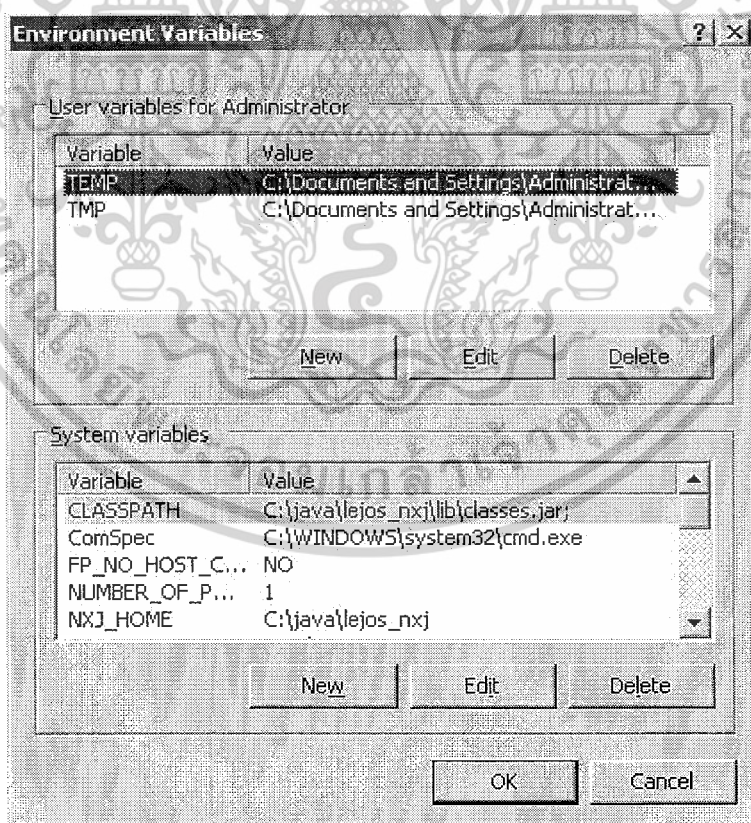 Environment Variables
User variables for Administrator
Variable Value
TEMP C:\Documents and Settings\Administrat...
TMP C:\Documents and Settings\Administrat...
New Edit Delete
System variables
Variable Value
CLASSPATH C:\java\lejos_nxj\lib\classes.jar;
ComSpec C:\WINDOWS\system32\cmd.exe
FP_NO_HOST_C... NO
NUMBER_OF_P... 1
NXJ_HOME C:\java\lejos_nxj
New Edit Delete
OK Cancel